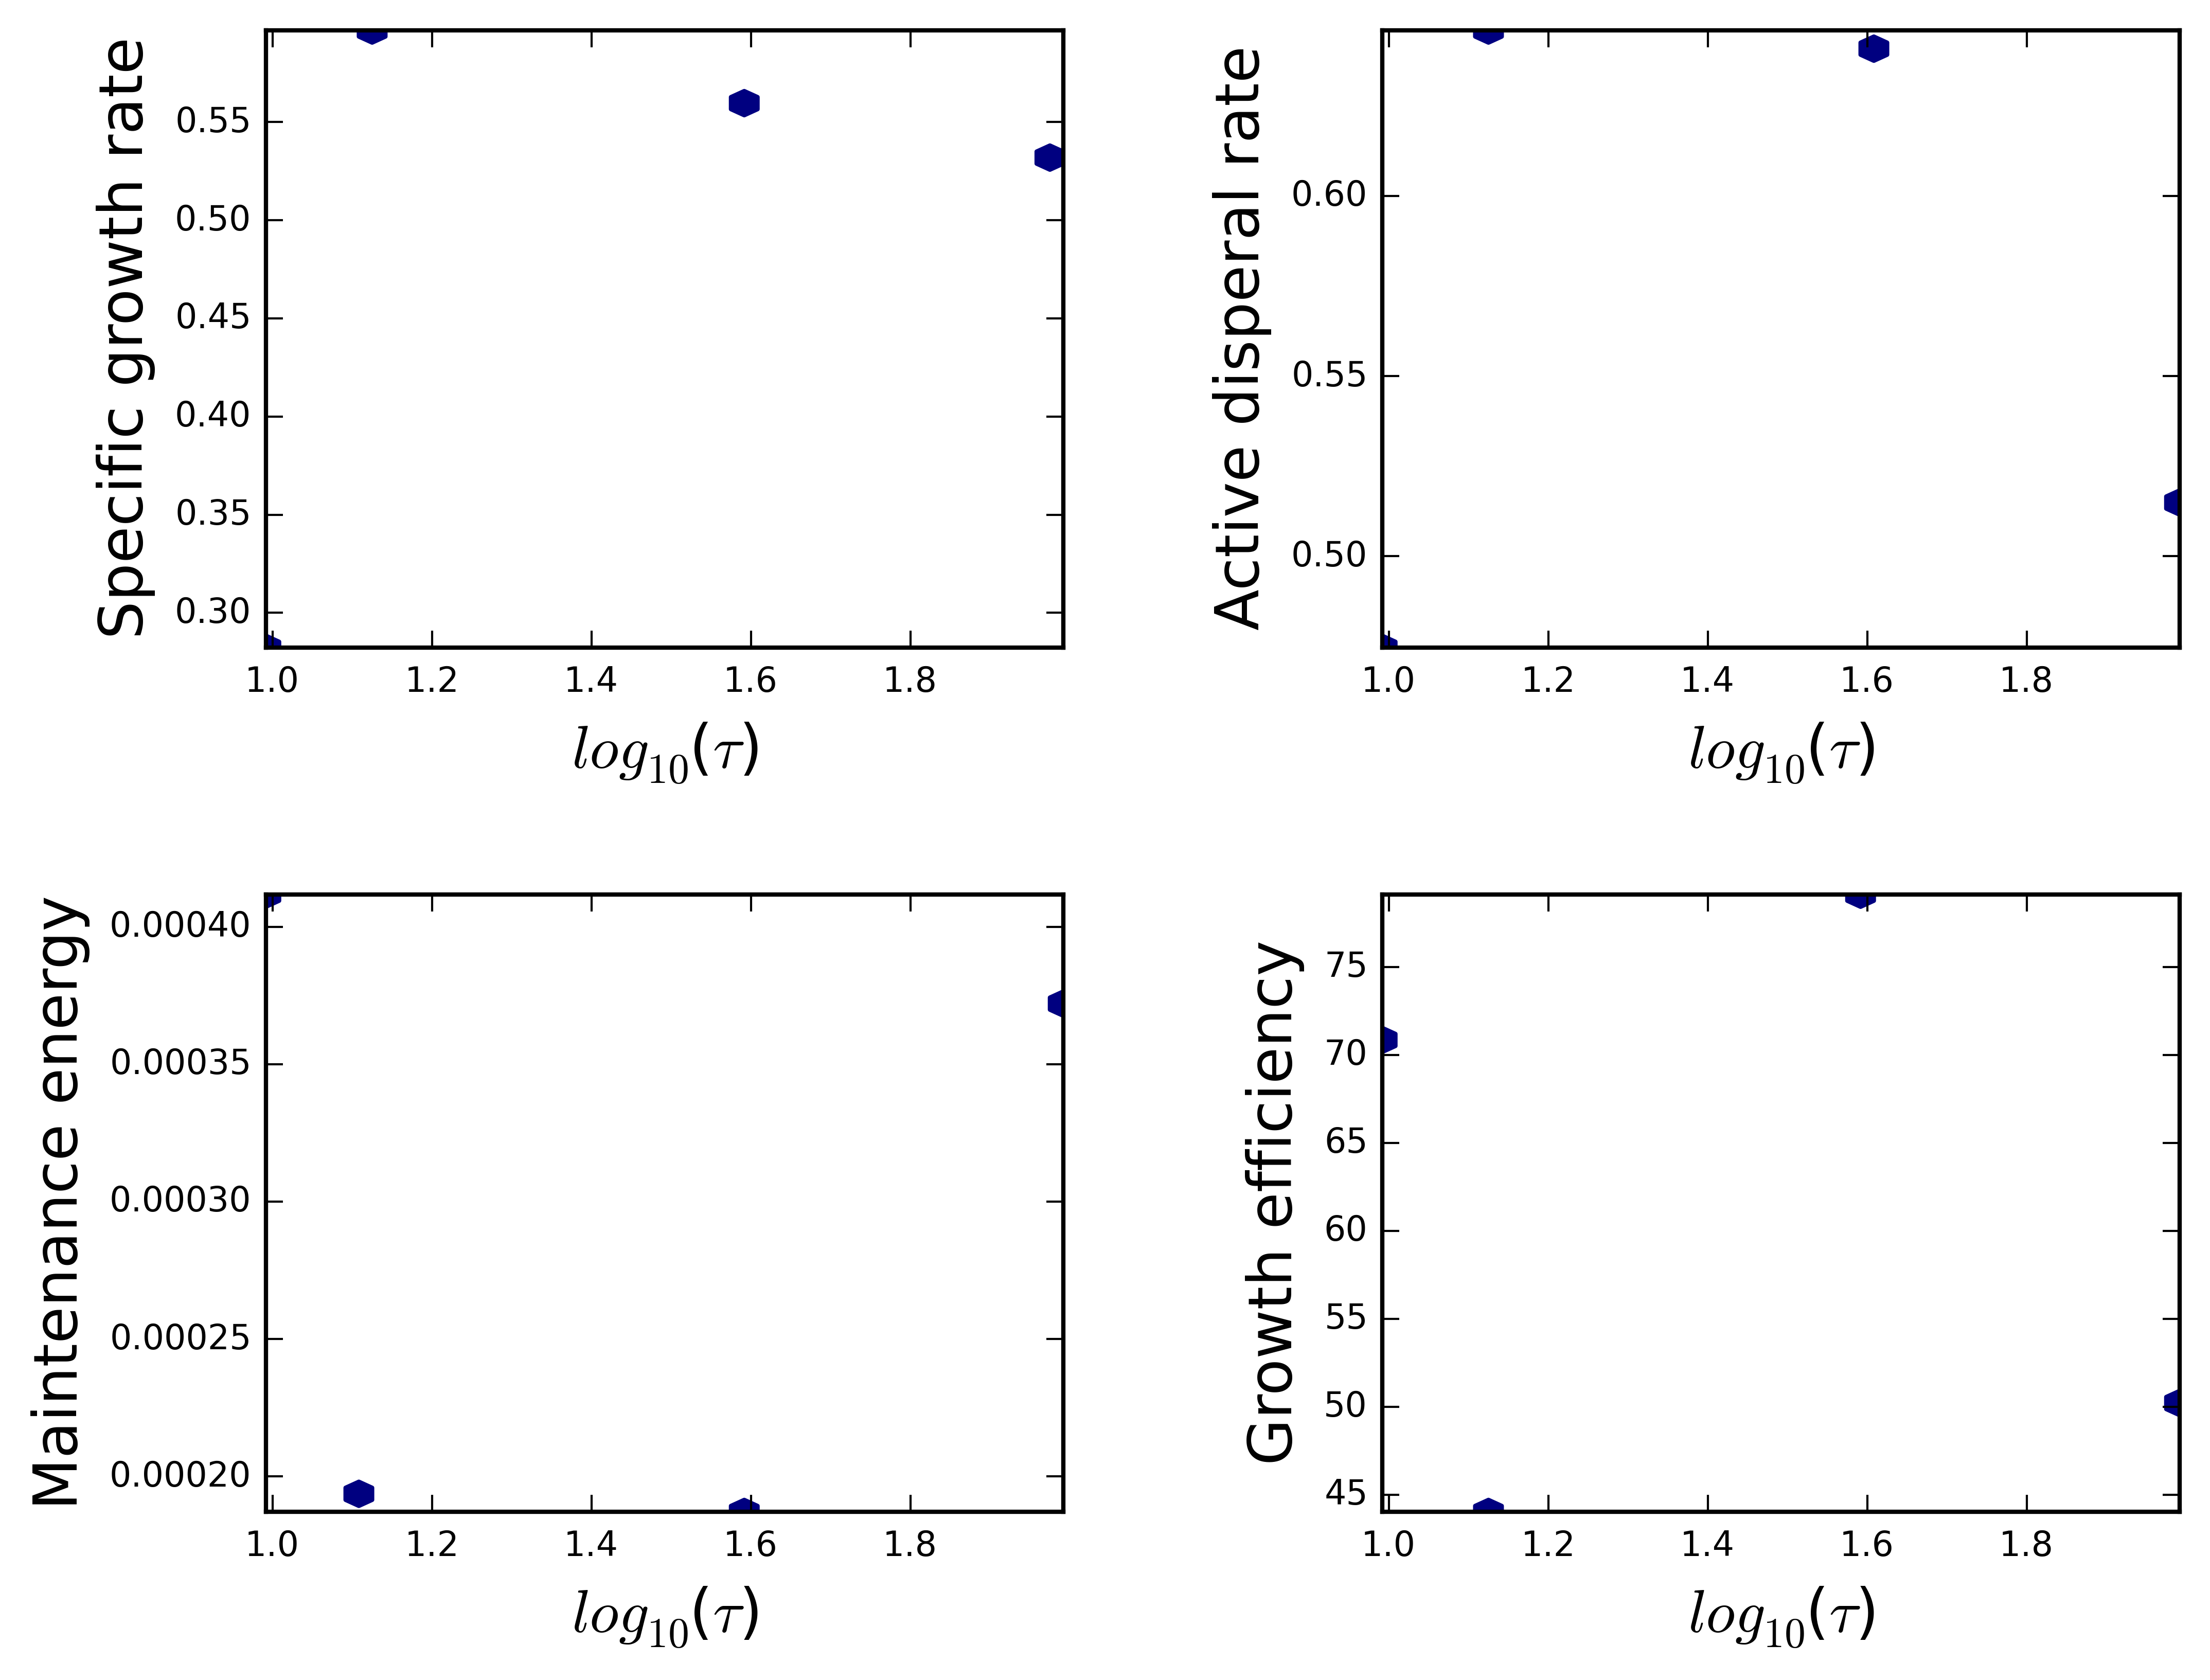 Specific growth rate
0.55
0.50
0.45
0.40
0.35
0.30
1.0 1.2 1.4 1.6 1.8
log10(τ)
Active disperal rate
0.60
0.55
0.50
1.0 1.2 1.4 1.6 1.8
log10(τ)
Maintenance energy
0.00040
0.00035
0.00030
0.00025
0.00020
1.0 1.2 1.4 1.6 1.8
log10(τ)
Growth efficiency
75
70
65
60
55
50
45
1.0 1.2 1.4 1.6 1.8
log10(τ)